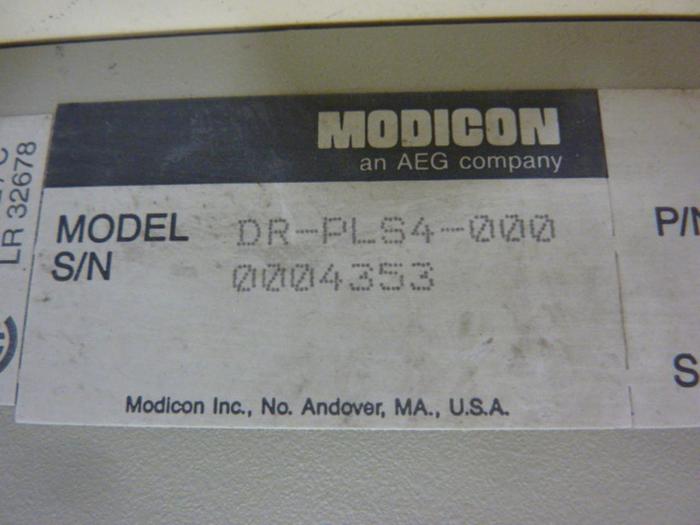 MODICON
an AEG company
MODEL DR-PLS4-000
S/N 0004353
Modicon Inc., No. Andover, MA., U.S.A.
LR 32678
P/N
S